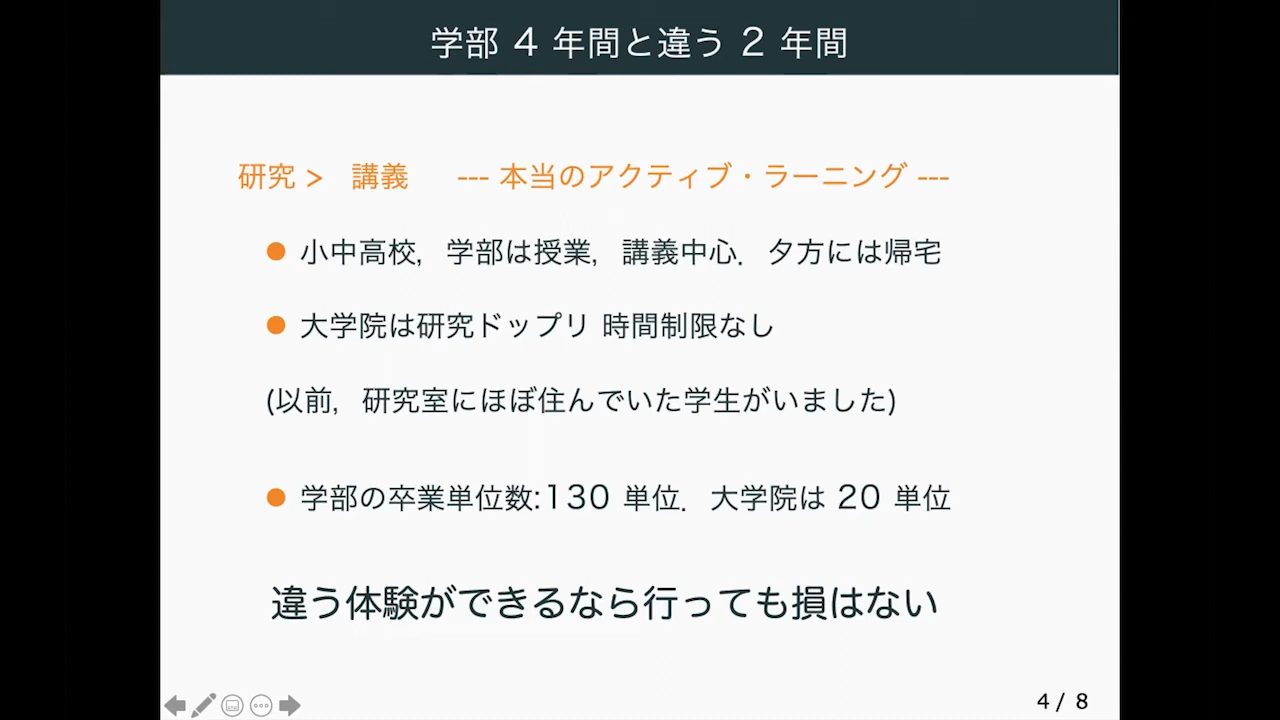 学部 4 年間と違う 2 年間
研究 > 講義 --- 本当のアクティブ・ラーニング ---
小中高校，学部は授業，講義中心．夕方には帰宅
大学院は研究ドップリ 時間制限なし
(以前，研究室にほぼ住んでいた学生がいました)
学部の卒業単位数:130 単位．大学院は 20 単位
違う体験ができるなら行っても損はない
4 / 8